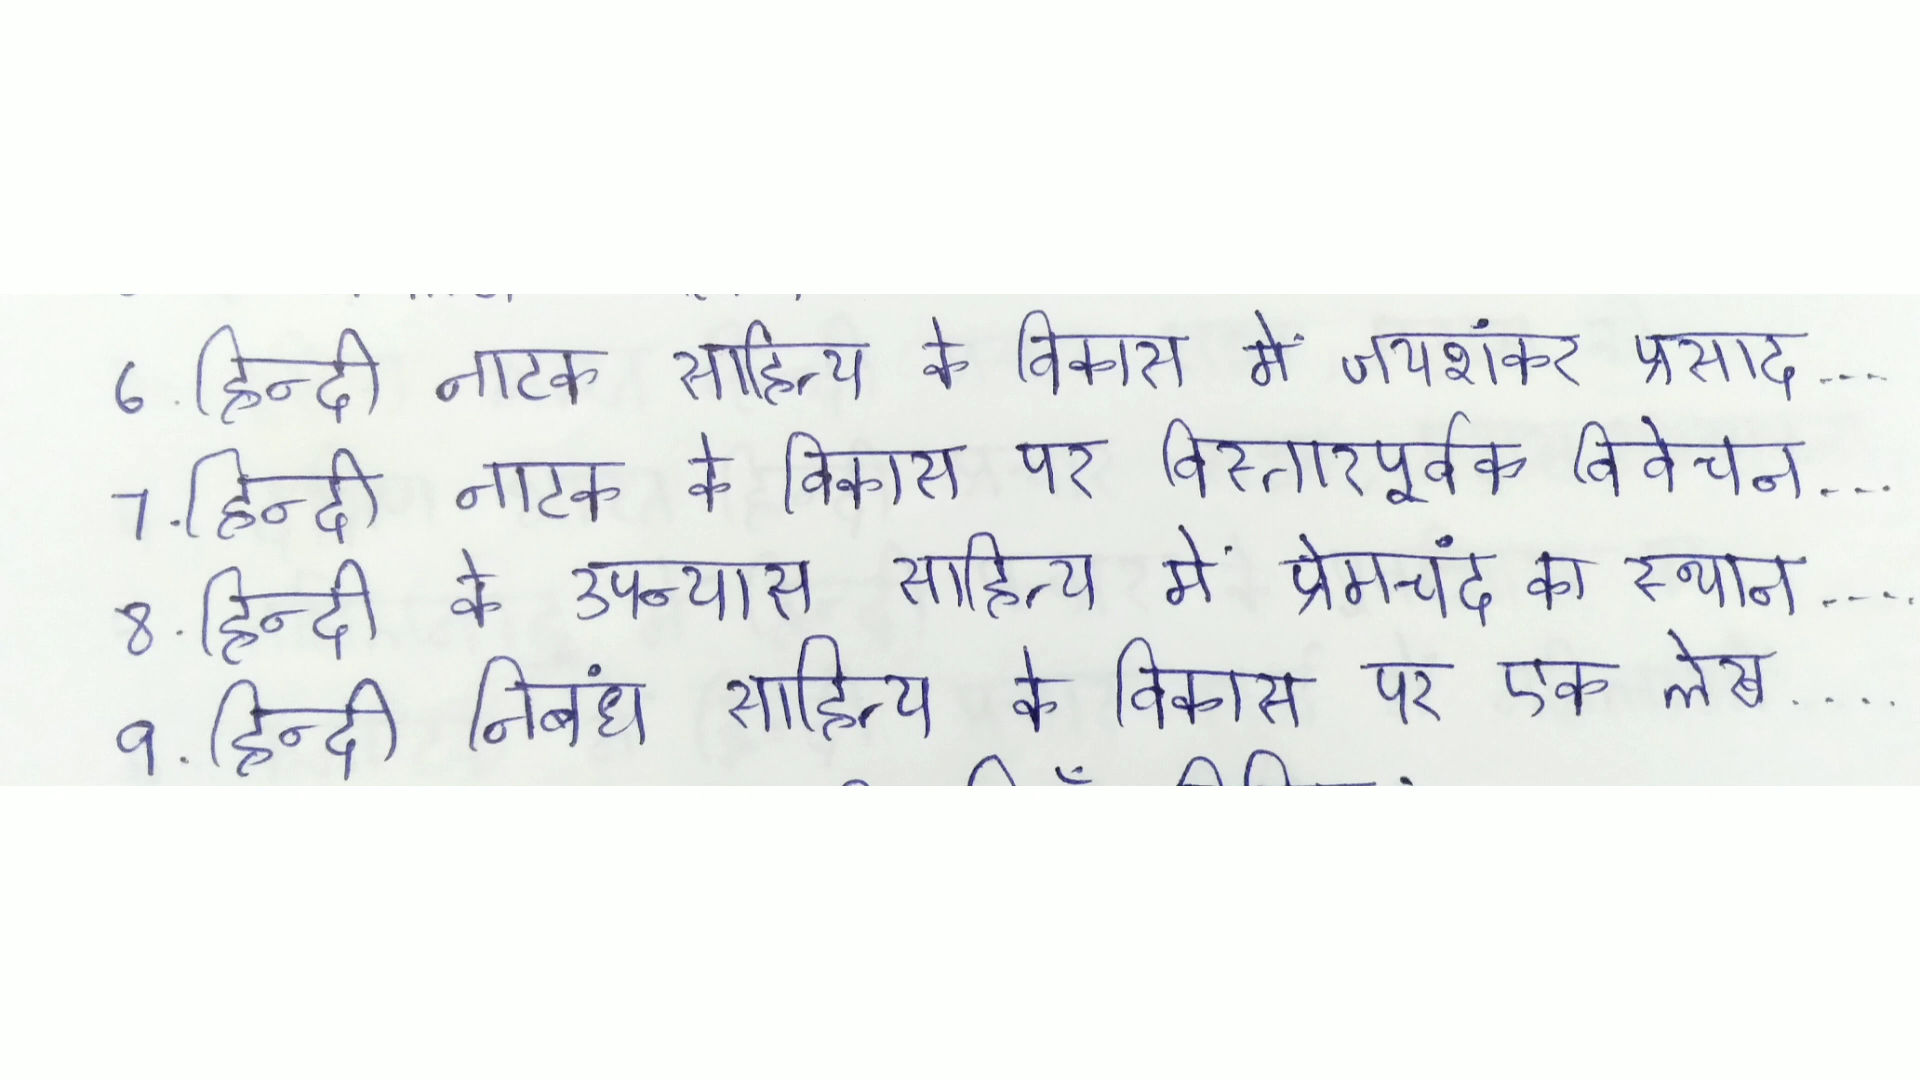 6. हिन्दी नाटक साहित्य के विकास में जयशंकर प्रसाद....
7. हिन्दी नाटक के विकास पर विस्तारपूर्वक विवेचन...
8. हिन्दी के उपन्यास साहित्य में प्रेमचंद का स्थान....
9. हिन्दी निबंध साहित्य के विकास पर एक लेख.....